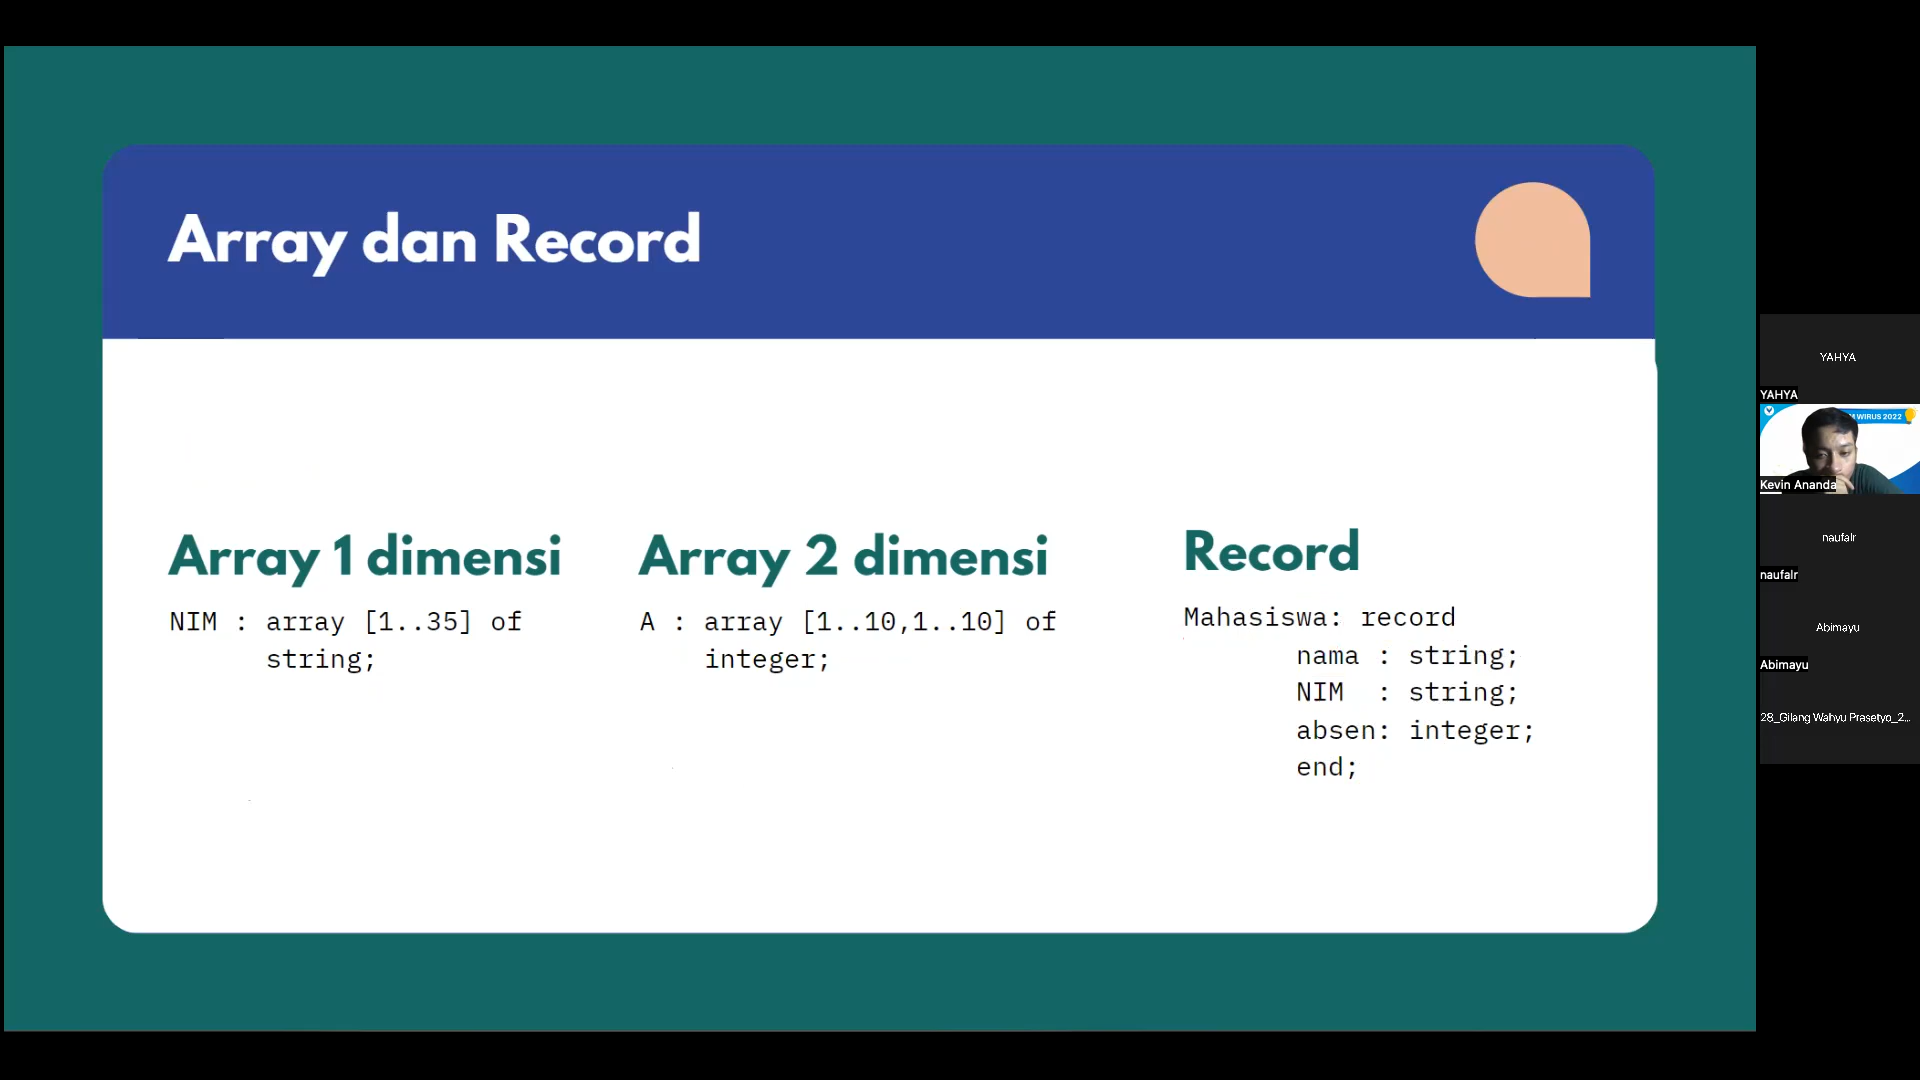 Array dan Record
Array 1 dimensi
NIM : array [1..35] of
string;
Array 2 dimensi
A : array [1..10,1..10] of
integer;
Record
Mahasiswa: record
nama : string;
NIM  : string;
absen: integer;
end;
YAHYA
YAHYA
WIRUS 2022
Kevin Ananda
naufalr
naufalr
Abimayu
Abimayu
28_Gilang Wahyu Prasetyo_2...